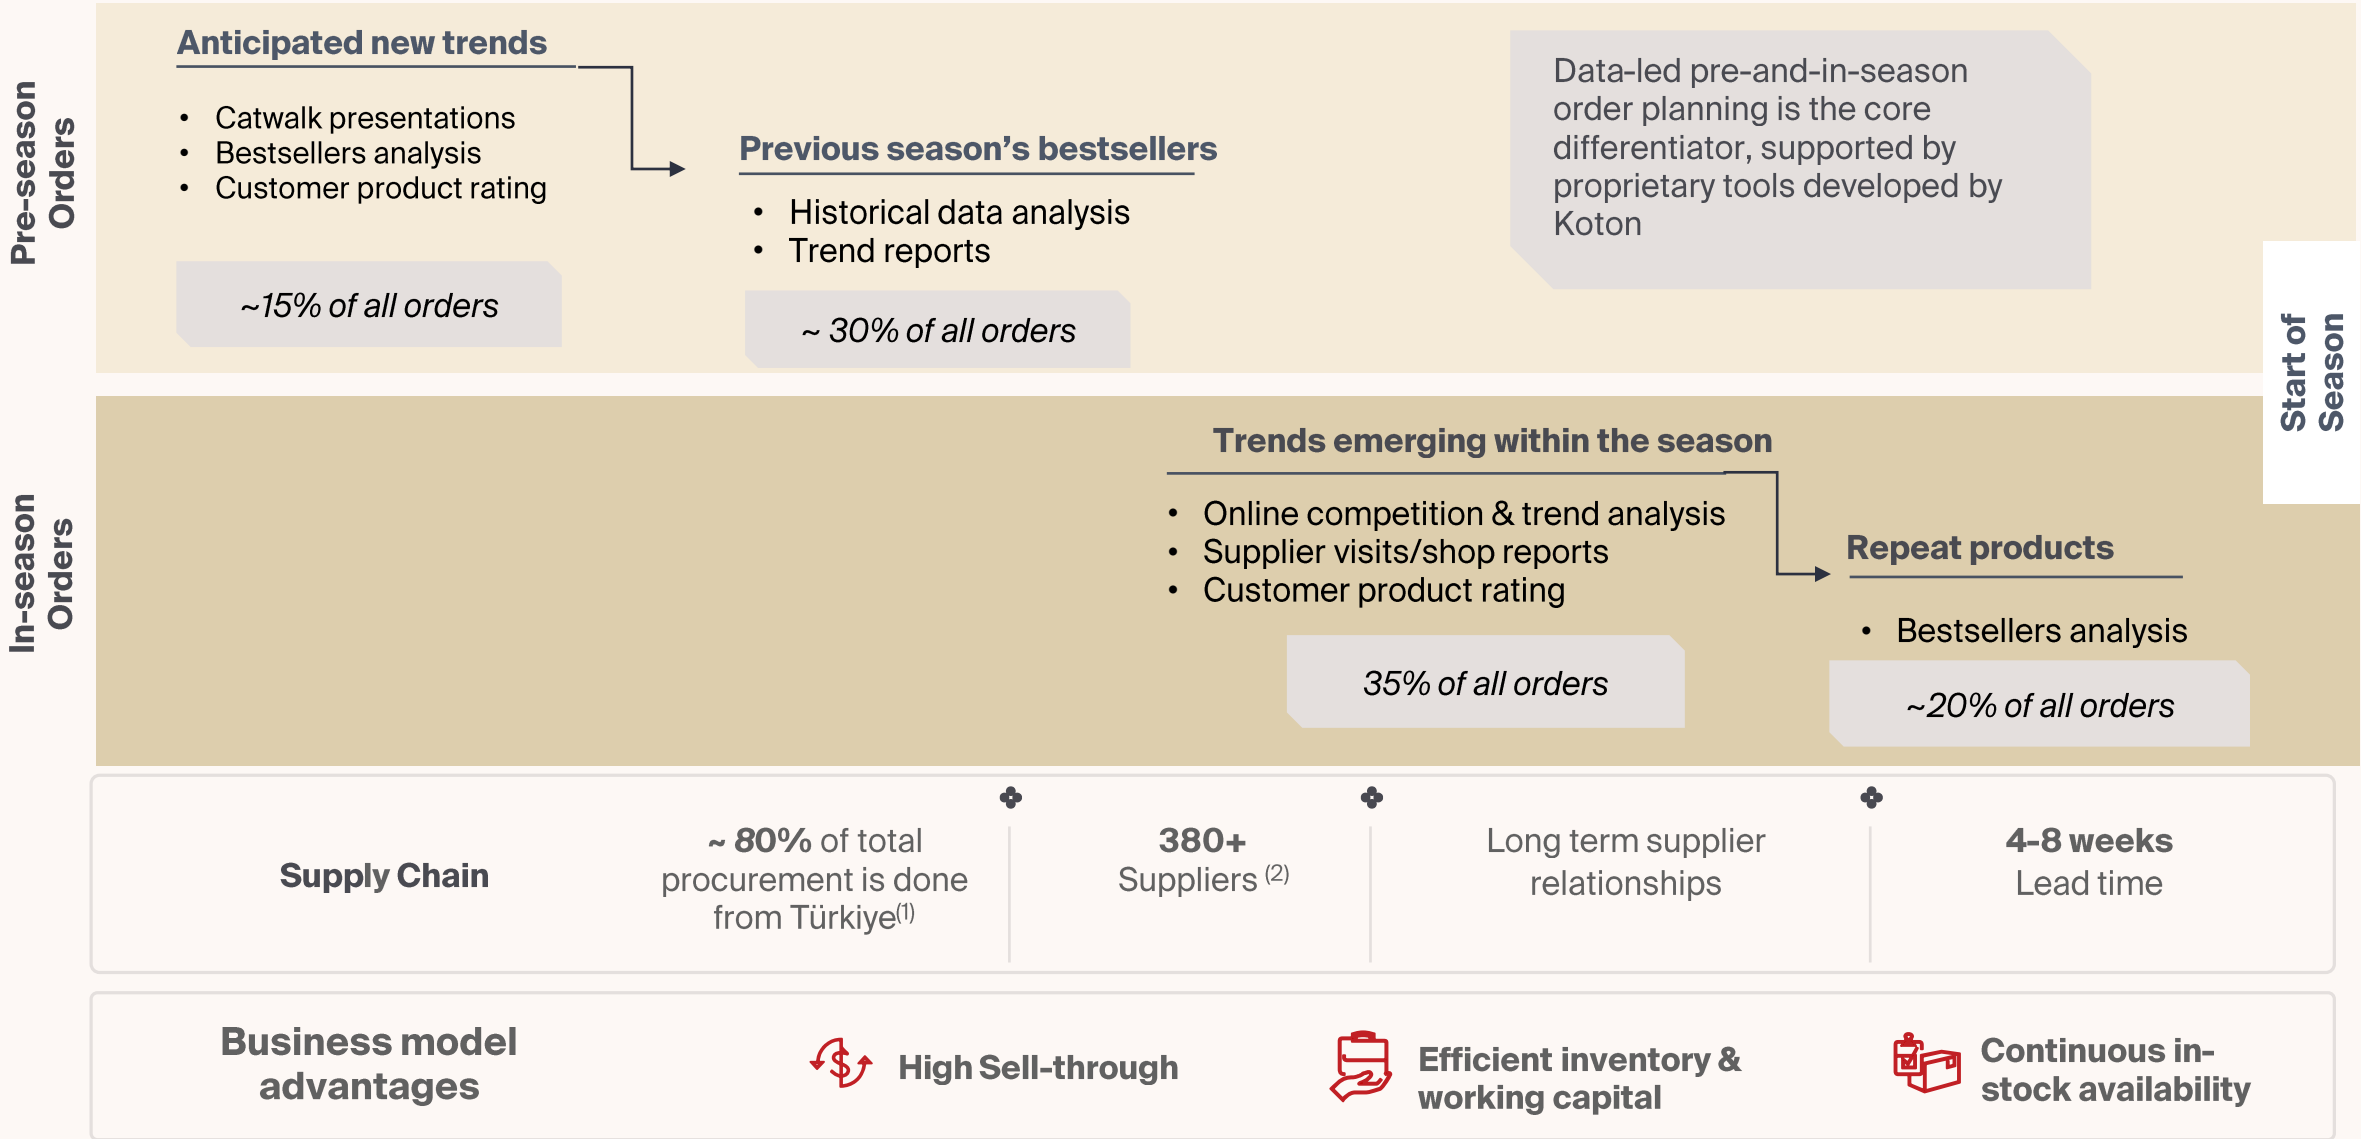 Pre-season
Orders
Anticipated new trends
• Catwalk presentations
• Bestsellers analysis
• Customer product rating
~15% of all orders
Previous season’s bestsellers
• Historical data analysis
• Trend reports
~ 30% of all orders
Data-led pre-and-in-season
order planning is the core
differentiator, supported by
proprietary tools developed by
Koton
Start of
Season
In-season
Orders
Trends emerging within the season
• Online competition & trend analysis
• Supplier visits/shop reports
• Customer product rating
35% of all orders
Repeat products
• Bestsellers analysis
~20% of all orders
Supply Chain
~ 80% of total
procurement is done
from Türkiye(1)
380+
Suppliers (2)
Long term supplier
relationships
4-8 weeks
Lead time
Business model
advantages
High Sell-through
Efficient inventory &
working capital
Continuous in-
stock availability